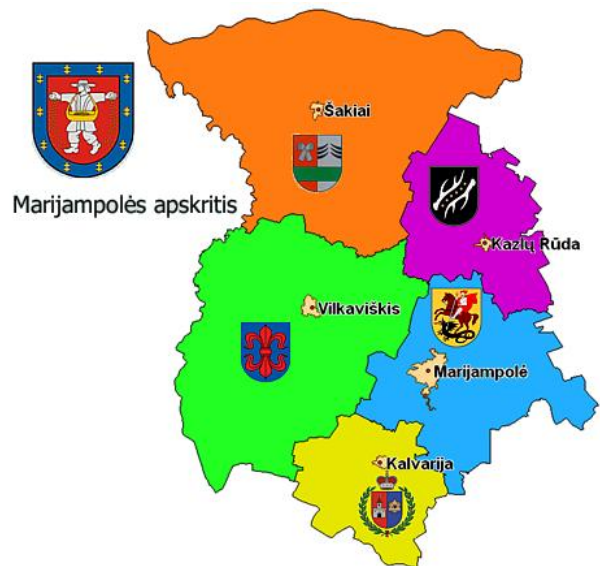 Šakiai
Marijampolės apskritis
Kazlų Rūda
Vilkaviškis
Marijampolė
Kalvarija